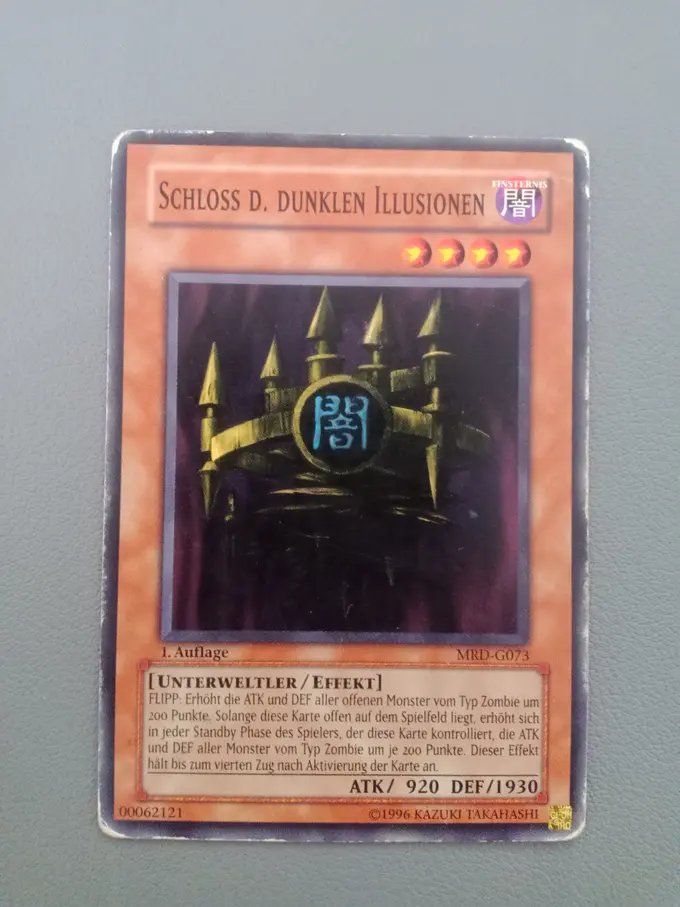 SCHLOSS D. DUNKLEN ILLUSIONEN
FINSTERNIS
闇
闇
1. Auflage
MRD-G073
[UNTERWELTLER/EFFEKT]
FLIPP: Erhöht die ATK und DEF aller offenen Monster vom Typ Zombie um
200 Punkte. Solange diese Karte offen auf dem Spielfeld liegt, erhöht sich
in jeder Standby Phase des Spielers, der diese Karte kontrolliert, die ATK
und DEF aller Monster vom Typ Zombie um je 200 Punkte. Dieser Effekt
hält bis zum vierten Zug nach Aktivierung der Karte an.
ATK/ 920 DEF/1930
00062121
©1996 KAZUKI TAKAHASHI